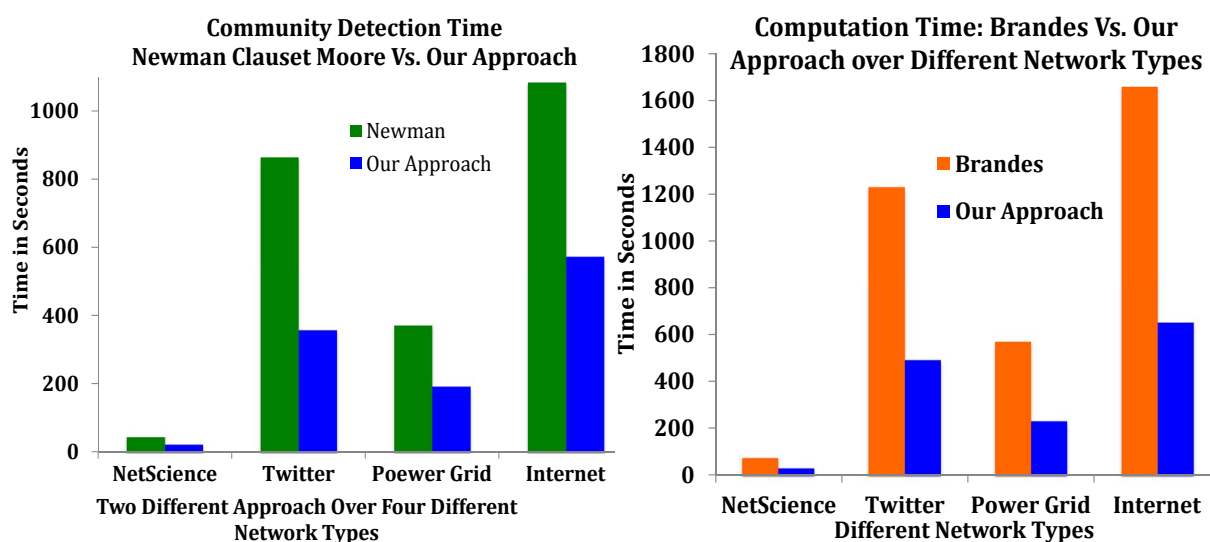 Community Detection Time
Newman Clauset Moore Vs. Our Approach
Time in Seconds
1000
800
600
400
200
0
Newman
Our Approach
NetScience
Twitter
Poewer Grid
Internet
Two Different Approach Over Four Different
Network Types
Computation Time: Brandes Vs. Our
Approach over Different Network Types
Time in Seconds
1800
1600
1400
1200
1000
800
600
400
200
0
Brandes
Our Approach
NetScience
Twitter
Power Grid
Internet
Different Network Types